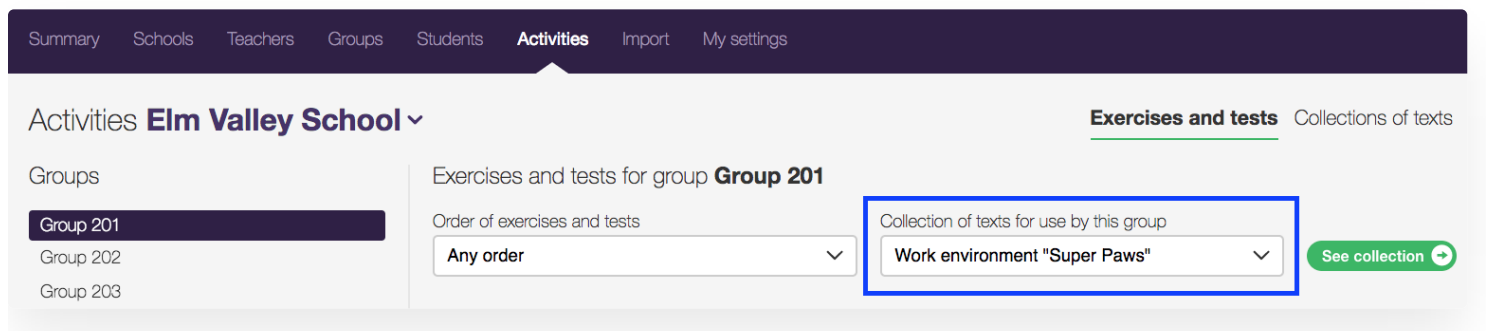 Summary Schools Teachers Groups Students Activities Import My settings
Activities Elm Valley School
Exercises and tests Collections of texts
Groups
Group 201
Group 202
Group 203
Exercises and tests for group Group 201
Order of exercises and tests
Any order
Collection of texts for use by this group
Work environment "Super Paws"
See collection